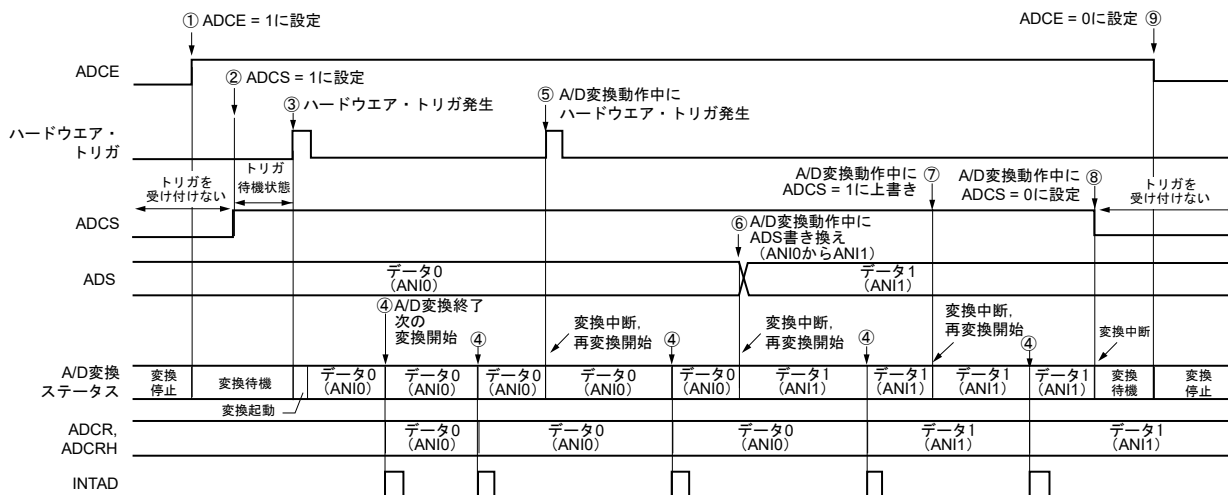 ① ADCE = 1に設定
ADCE = 0に設定 ⑨
ADCE
② ADCS = 1に設定
③ ハードウエア・トリガ発生
⑤ A/D変換動作中に
ハードウエア・トリガ発生
ハードウエア・
トリガ
トリガを
受け付けない
トリガ
待機状態
A/D変換動作中に ⑦
ADCS = 1に上書き
A/D変換動作中に
ADCS = 0に設定 ⑧
トリガを
受け付けない
ADCS
⑥ A/D変換動作中に
ADS書き換え
（ANI0からANI1）
ADS
データ0
（ANI0）
データ1
（ANI1）
④ A/D変換終了
次の
変換開始
④
変換中断,
再変換開始
④
変換中断,
再変換開始
④
変換中断,
再変換開始
④
変換中断
A/D変換
ステータス
変換
停止
変換待機
変換起動
データ0
（ANI0）
データ0
（ANI0）
データ0
（ANI0）
データ0
（ANI0）
データ0
（ANI0）
データ1
（ANI1）
データ1
（ANI1）
データ1
（ANI1）
データ1
（ANI1）
変換
待機
変換
停止
ADCR,
ADCRH
データ0
（ANI0）
データ0
（ANI0）
データ0
（ANI0）
データ1
（ANI1）
データ1
（ANI1）
INTAD